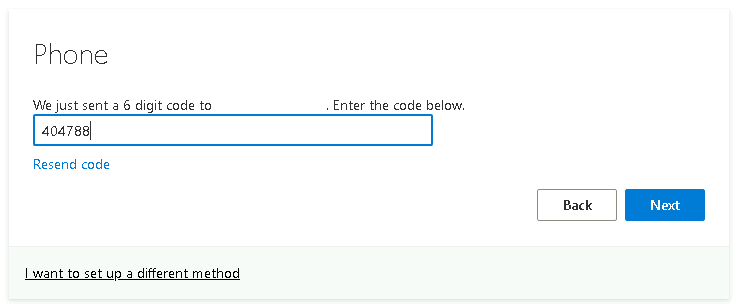 Phone
We just sent a 6 digit code to . Enter the code below.
404788
Resend code
Back Next
I want to set up a different method